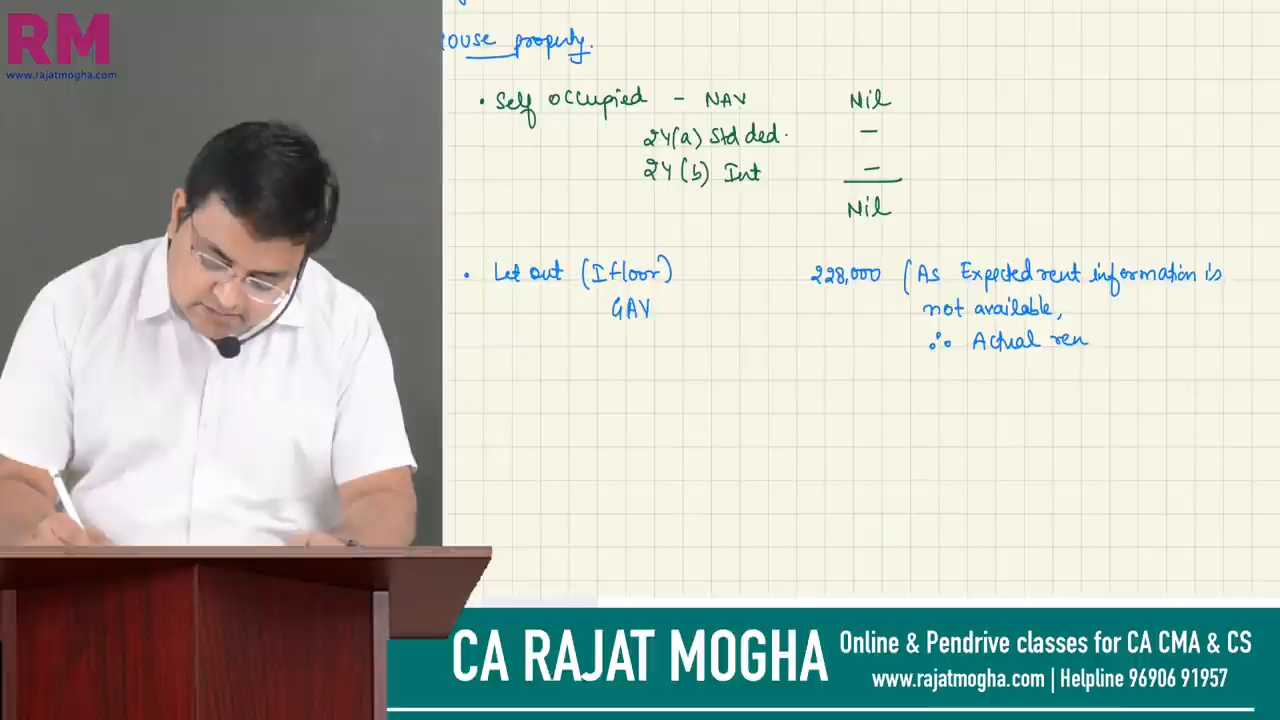 RM
www.rajatmogha.com
ouse property.
• Self occupied - NAV Nil
24(a) Std ded. —
24(b) Int —
Nil
• Let out (I floor) 228,000 (As Expected rent information is
GAV not available,
∴ Actual ren
CA RAJAT MOGHA
Online & Pendrive classes for CA CMA & CS
www.rajatmogha.com | Helpline 96906 91957